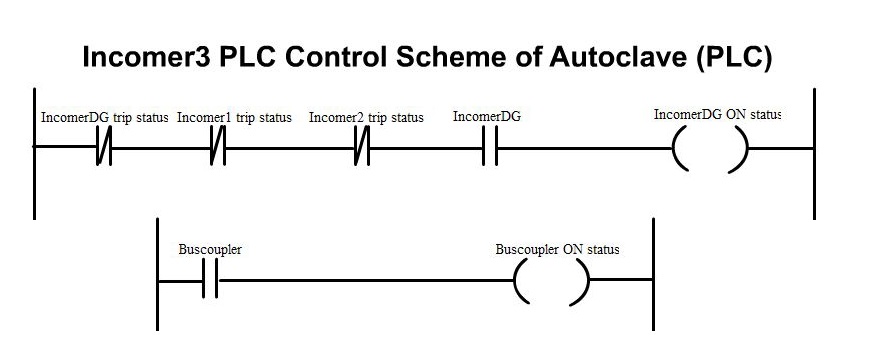 Incomer3 PLC Control Scheme of Autoclave (PLC)
IncomerDG trip status Incomer1 trip status Incomer2 trip status IncomerDG IncomerDG ON status
Buscoupler Buscoupler ON status